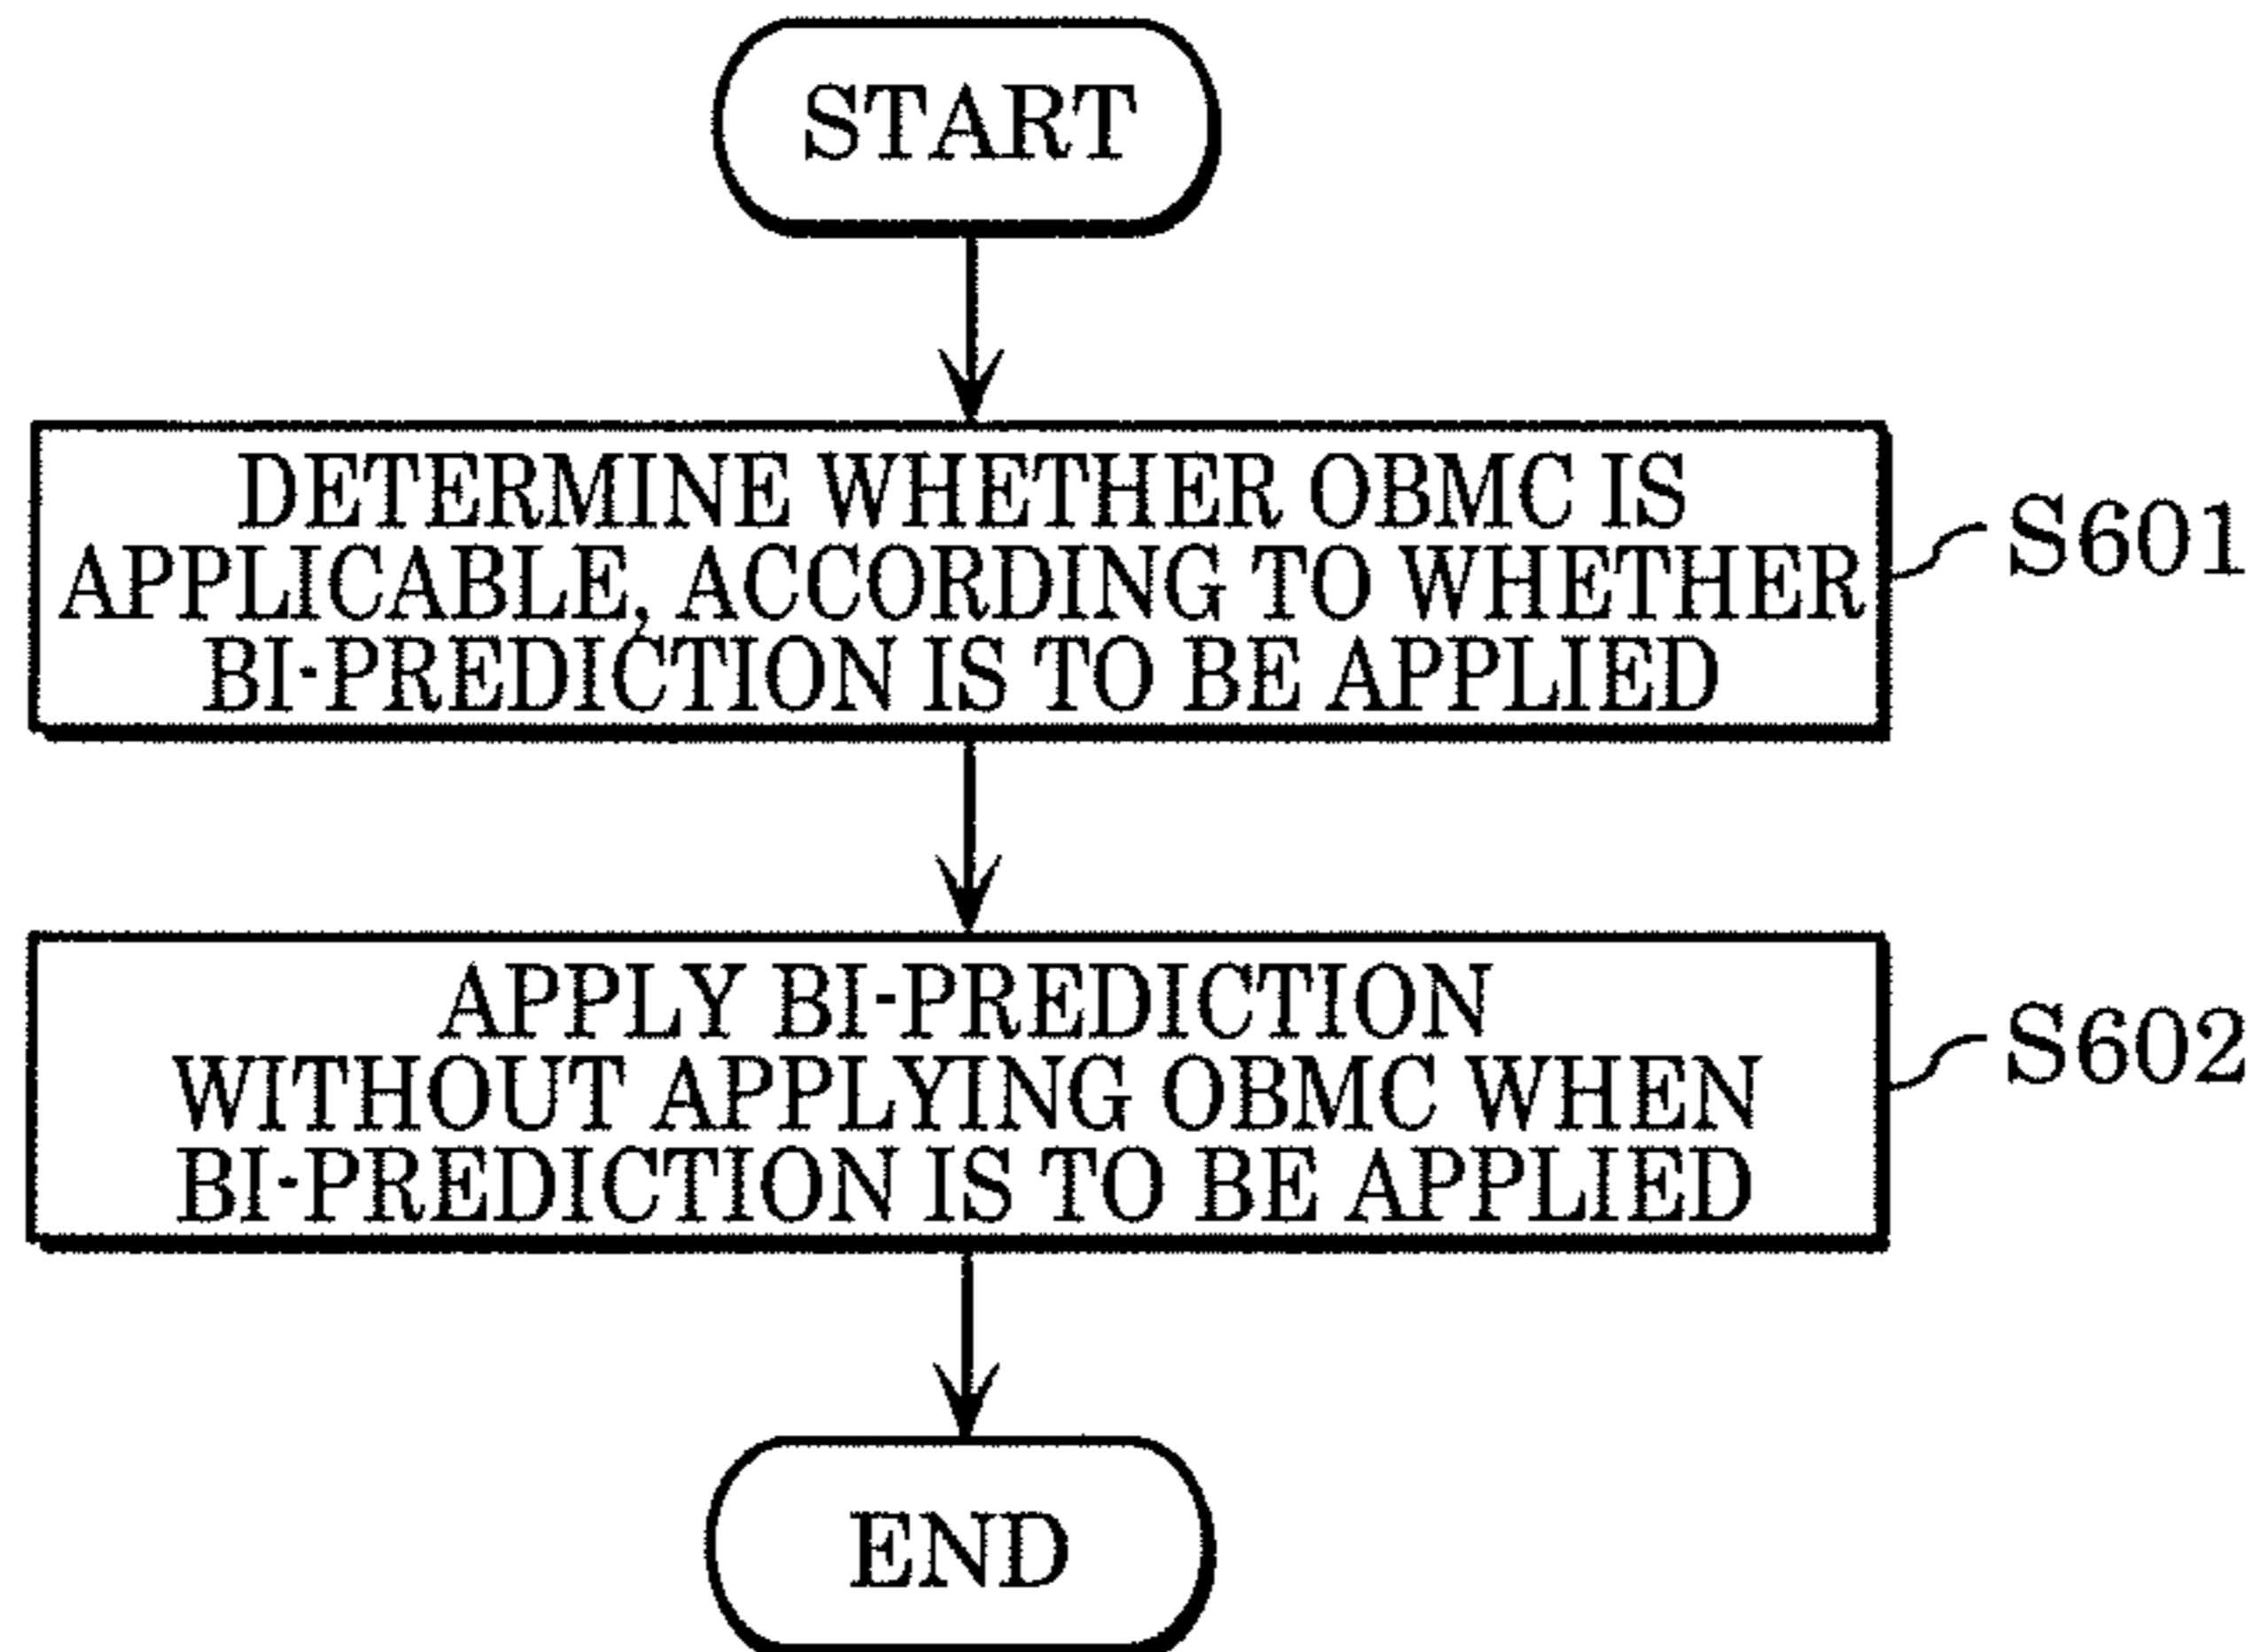 START
DETERMINE WHETHER OBMC IS
APPLICABLE, ACCORDING TO WHETHER
BI-PREDICTION IS TO BE APPLIED
S601
APPLY BI-PREDICTION
WITHOUT APPLYING OBMC WHEN
BI-PREDICTION IS TO BE APPLIED
S602
END